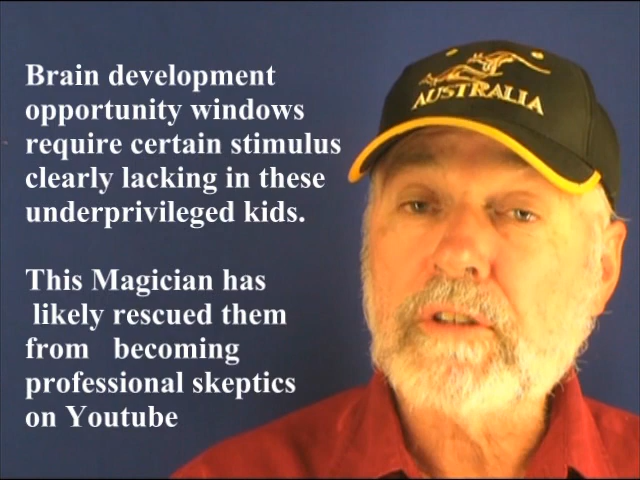 Brain development
opportunity windows
require certain stimulus
clearly lacking in these
underprivileged kids.
This Magician has
likely rescued them
from becoming
professional skeptics
on Youtube
AUSTRALIA